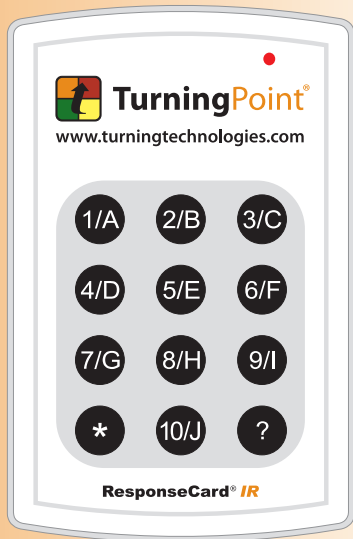 TurningPoint®
www.turningtechnologies.com
1/A 2/B 3/C
4/D 5/E 6/F
7/G 8/H 9/I
* 10/J ?
ResponseCard® IR